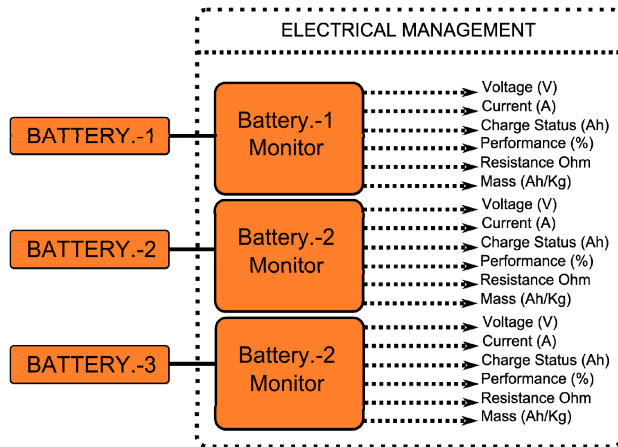 ELECTRICAL MANAGEMENT
BATTERY.-1
Battery.-1
Monitor
Voltage (V)
Current (A)
Charge Status (Ah)
Performance (%)
Resistance Ohm
Mass (Ah/Kg)
BATTERY.-2
Battery.-2
Monitor
Voltage (V)
Current (A)
Charge Status (Ah)
Performance (%)
Resistance Ohm
Mass (Ah/Kg)
BATTERY.-3
Battery.-2
Monitor
Voltage (V)
Current (A)
Charge Status (Ah)
Performance (%)
Resistance Ohm
Mass (Ah/Kg)